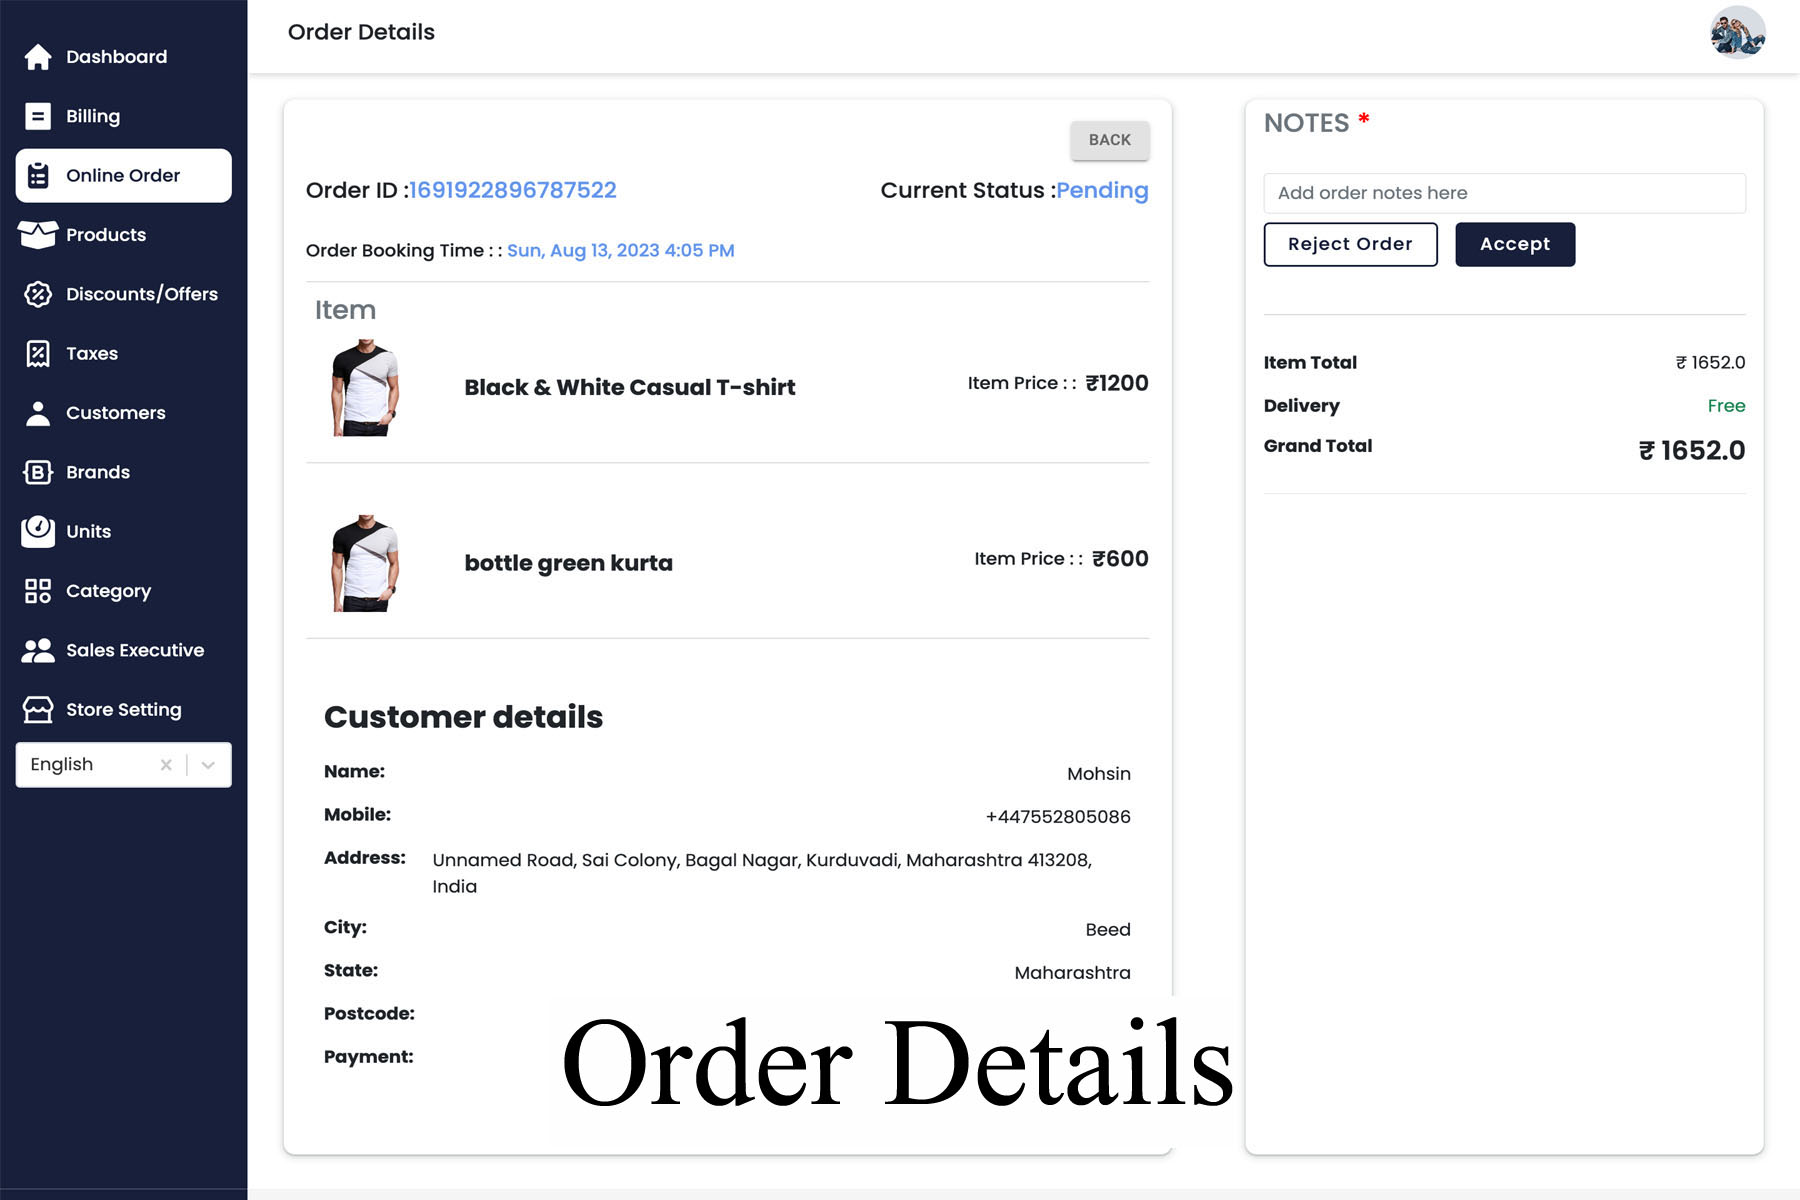 Dashboard
Billing
Online Order
Products
Discounts/Offers
Taxes
Customers
Brands
Units
Category
Sales Executive
Store Setting
English
Order Details
BACK
Order ID :1691922896787522
Current Status :Pending
Order Booking Time : : Sun, Aug 13, 2023 4:05 PM
Item
Black & White Casual T-shirt
Item Price : : ₹1200
bottle green kurta
Item Price : : ₹600
Customer details
Name: Mohsin
Mobile: +447552805086
Address: Unnamed Road, Sai Colony, Bagal Nagar, Kurduvadi, Maharashtra 413208,
India
City: Beed
State: Maharashtra
Postcode:
Payment:
Order Details
NOTES *
Add order notes here
Reject Order
Accept
Item Total ₹ 1652.0
Delivery Free
Grand Total ₹ 1652.0